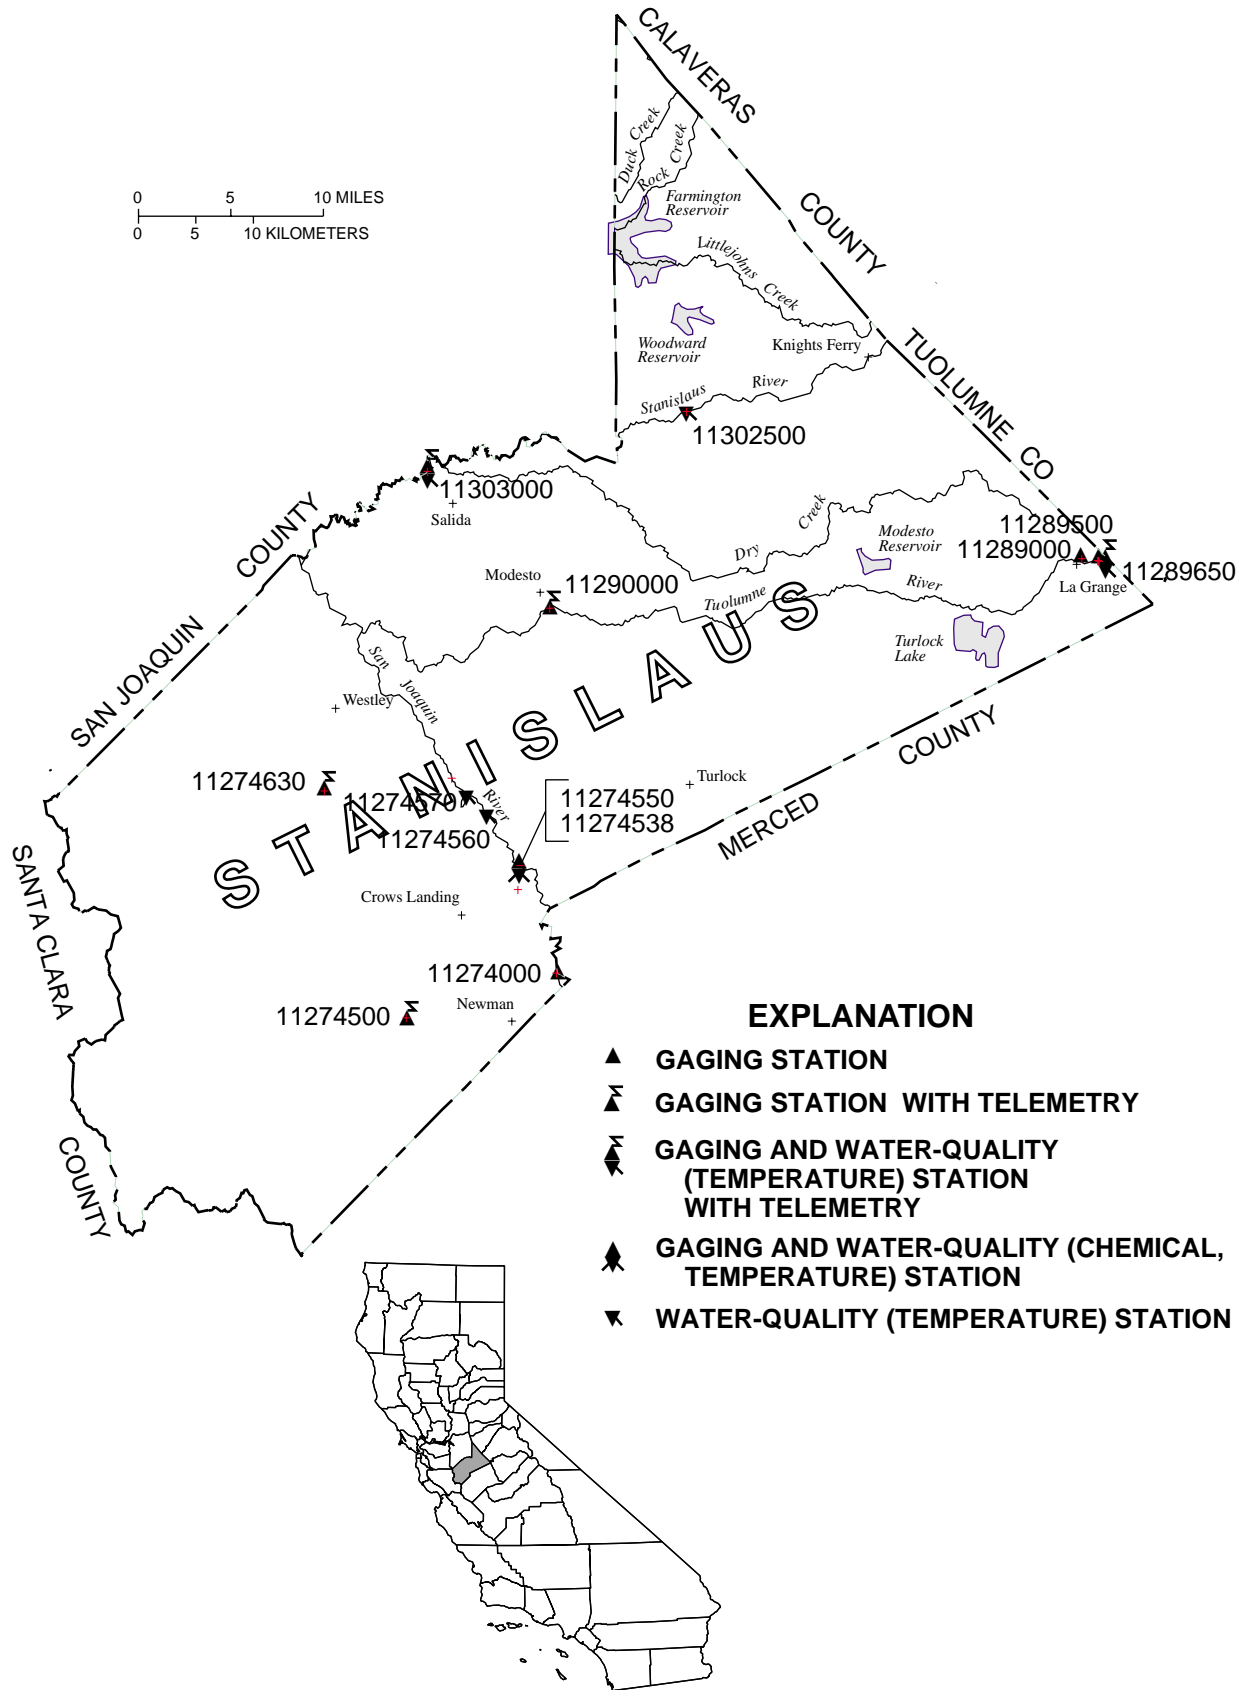 CALAVERAS
COUNTY
Duck Creek
Rock Creek
Farmington
Reservoir
0 5 10 MILES
0 5 10 KILOMETERS
Littlejohns Creek
Woodward
Reservoir
Knights Ferry
TUOLUMNE CO
Stanislaus River
11302500
11303000
Salida
COUNTY
SAN JOAQUIN
Dry Creek
Modesto
Reservoir
11289500
11289000
11289650
La Grange
Modesto
11290000
Tuolumne River
Turlock
Lake
STANISLAUS
San Joaquin River
Westley
COUNTY
MERCED
11274630
11274570
11274560
11274550
11274538
Turlock
Crows Landing
SANTA CLARA
COUNTY
11274000
11274500
Newman
EXPLANATION
GAGING STATION
GAGING STATION WITH TELEMETRY
GAGING AND WATER-QUALITY
(TEMPERATURE) STATION
WITH TELEMETRY
GAGING AND WATER-QUALITY (CHEMICAL,
TEMPERATURE) STATION
WATER-QUALITY (TEMPERATURE) STATION